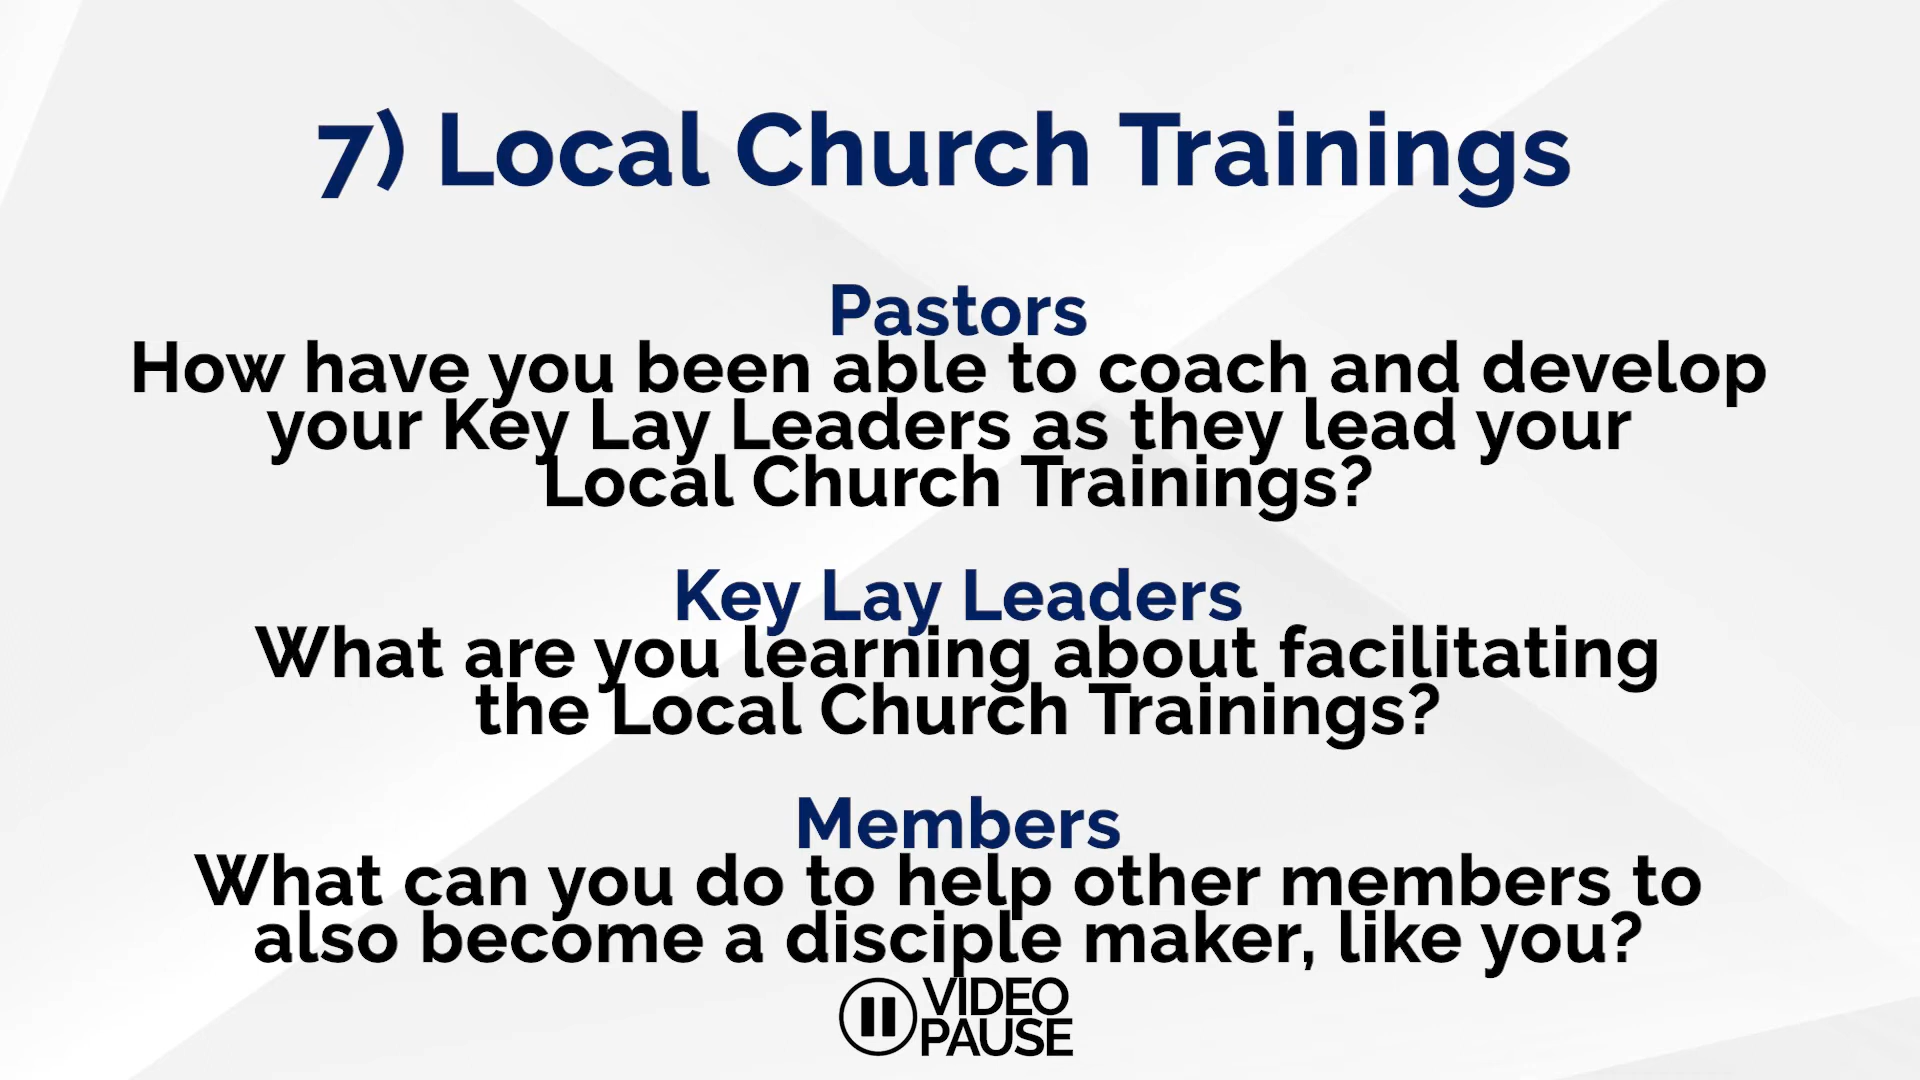 7) Local Church Trainings
Pastors
How have you been able to coach and develop
your Key Lay Leaders as they lead your
Local Church Trainings?
Key Lay Leaders
What are you learning about facilitating
the Local Church Trainings?
Members
What can you do to help other members to
also become a disciple maker, like you?
VIDEO
PAUSE